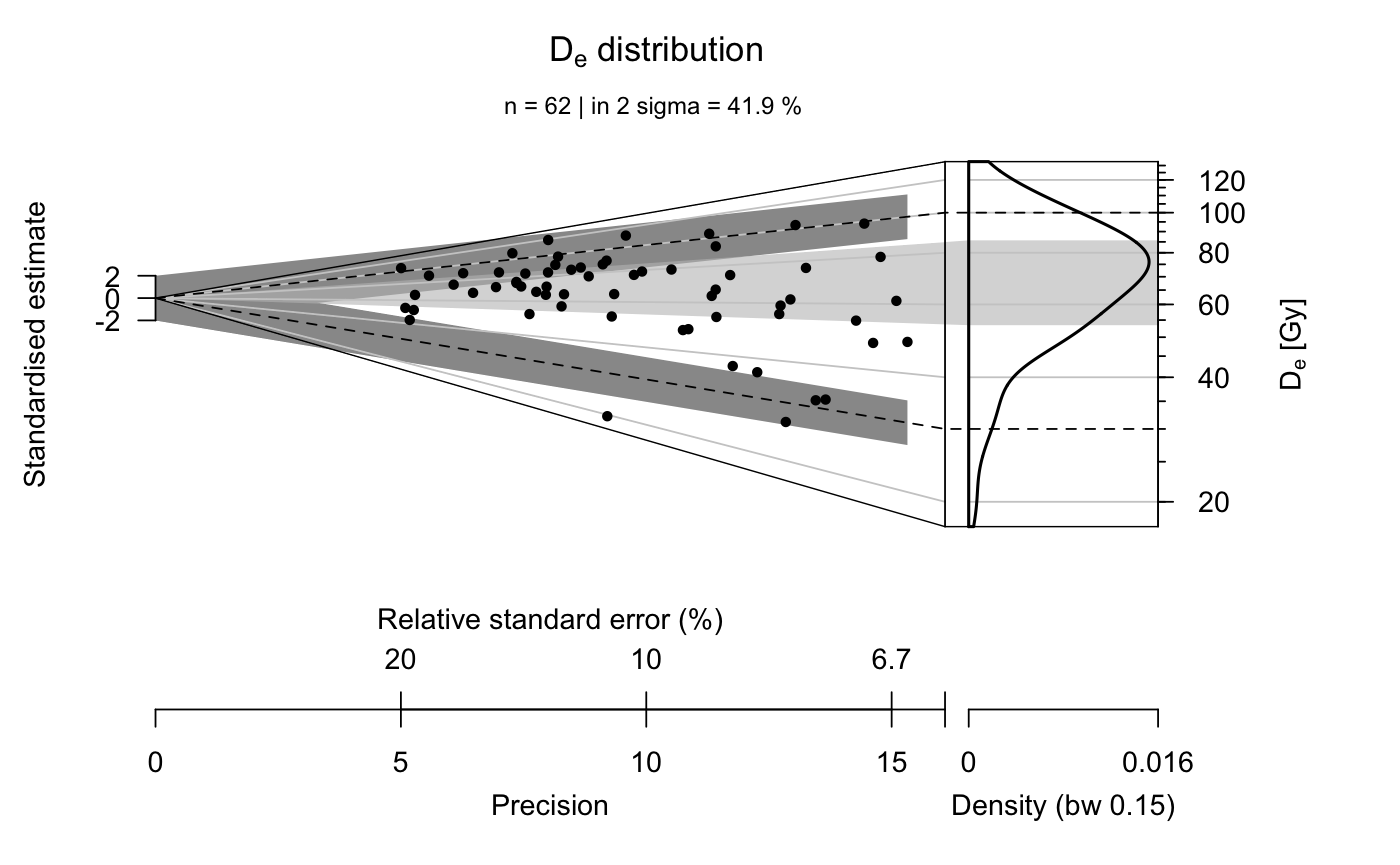 De distribution
n = 62 | in 2 sigma = 41.9 %
Standardised estimate
2
0
-2
120
100
80
60
40
20
De [Gy]
Relative standard error (%)
20 10 6.7
0 5 10 15 0 0.016
Precision Density (bw 0.15)